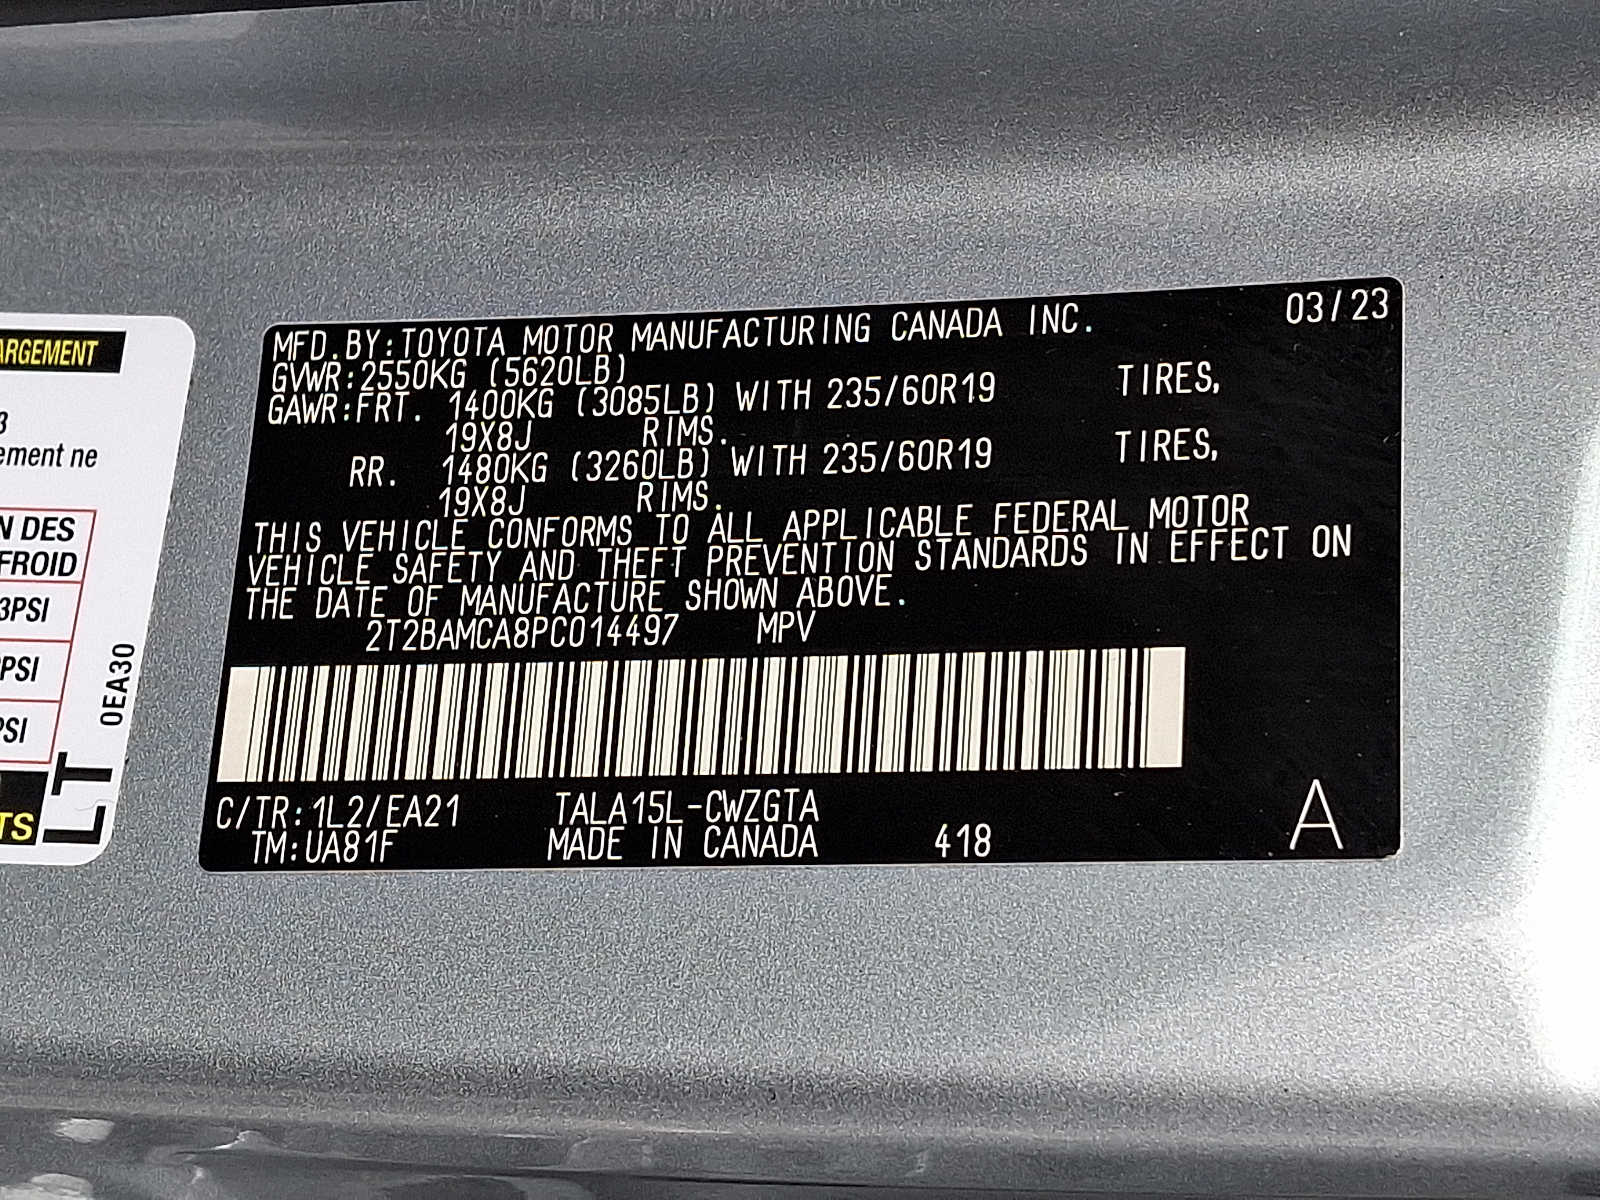 ARGEMENT
3
ement ne
N DES
FROID
3PSI
PSI
PSI
TS
LT
0EA30
MFD.BY:TOYOTA MOTOR MANUFACTURING CANADA INC. 03/23
GVWR:2550KG (5620LB)
GAWR:FRT. 1400KG (3085LB) WITH 235/60R19 TIRES,
19X8J RIMS.
RR. 1480KG (3260LB) WITH 235/60R19 TIRES,
19X8J RIMS.
THIS VEHICLE CONFORMS TO ALL APPLICABLE FEDERAL MOTOR
VEHICLE SAFETY AND THEFT PREVENTION STANDARDS IN EFFECT ON
THE DATE OF MANUFACTURE SHOWN ABOVE.
2T2BAMCA8PC014497 MPV
C/TR:1L2/EA21 TALA15L-CWZGTA
TM:UA81F MADE IN CANADA 418 A